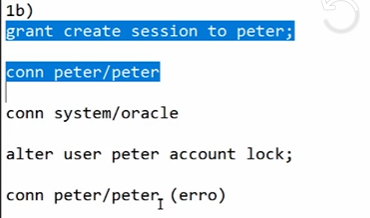 1b)
grant create session to peter;
conn peter/peter
conn system/oracle
alter user peter account lock;
conn peter/peter (erro)